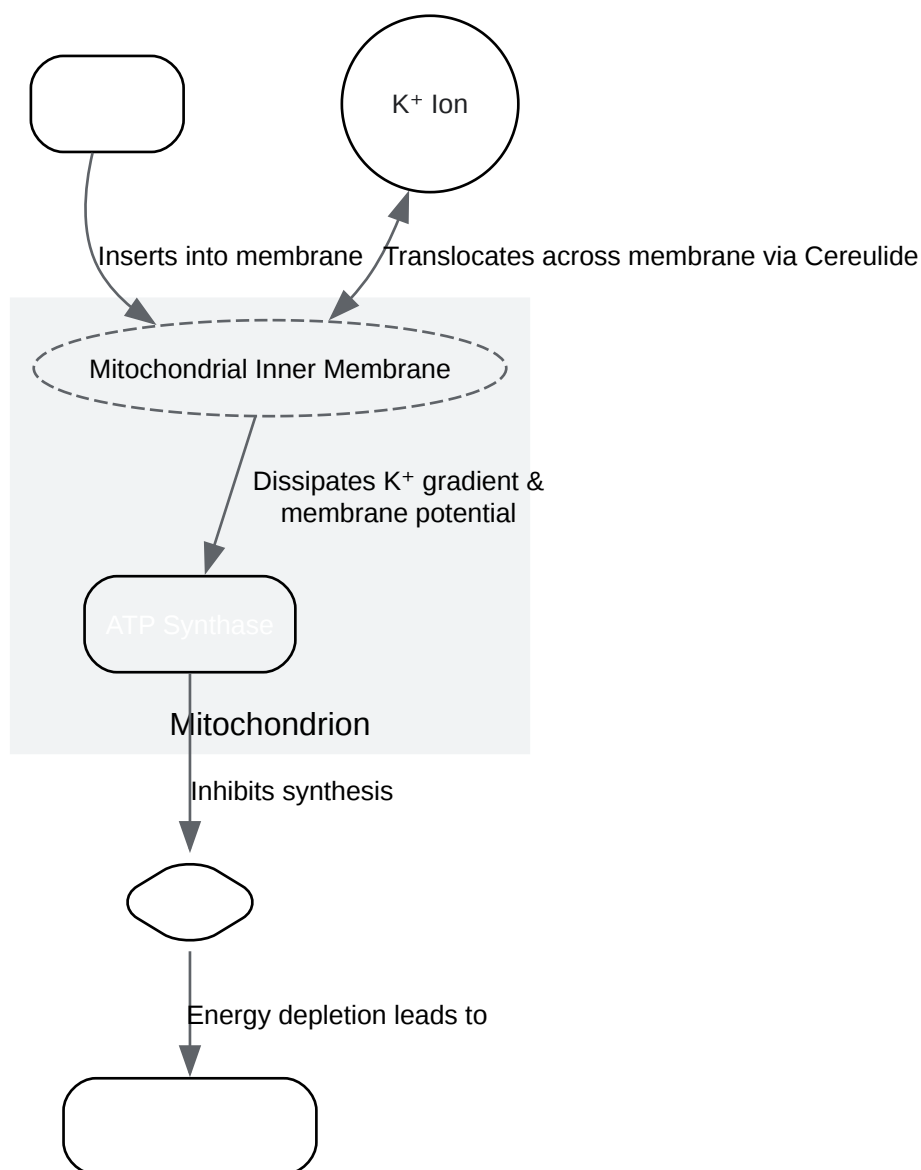 K⁺ Ion
Inserts into membrane
Translocates across membrane via Cereulide
Mitochondrial Inner Membrane
Dissipates K⁺ gradient &
membrane potential
ATP Synthase
Mitochondrion
Inhibits synthesis
Energy depletion leads to